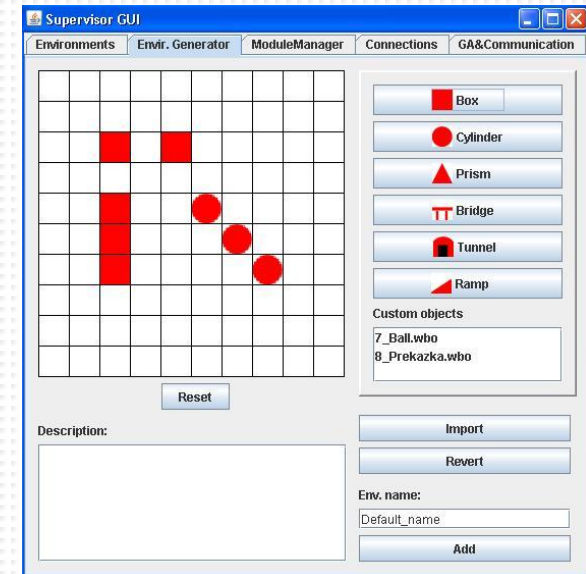 Supervisor GUI
Environments Envir. Generator ModuleManager Connections GA&Communication
Box
Cylinder
Prism
Bridge
Tunnel
Ramp
Custom objects
7_Ball.wbo
8_Prekazka.wbo
Reset
Description:
Import
Revert
Env. name:
Default_name
Add